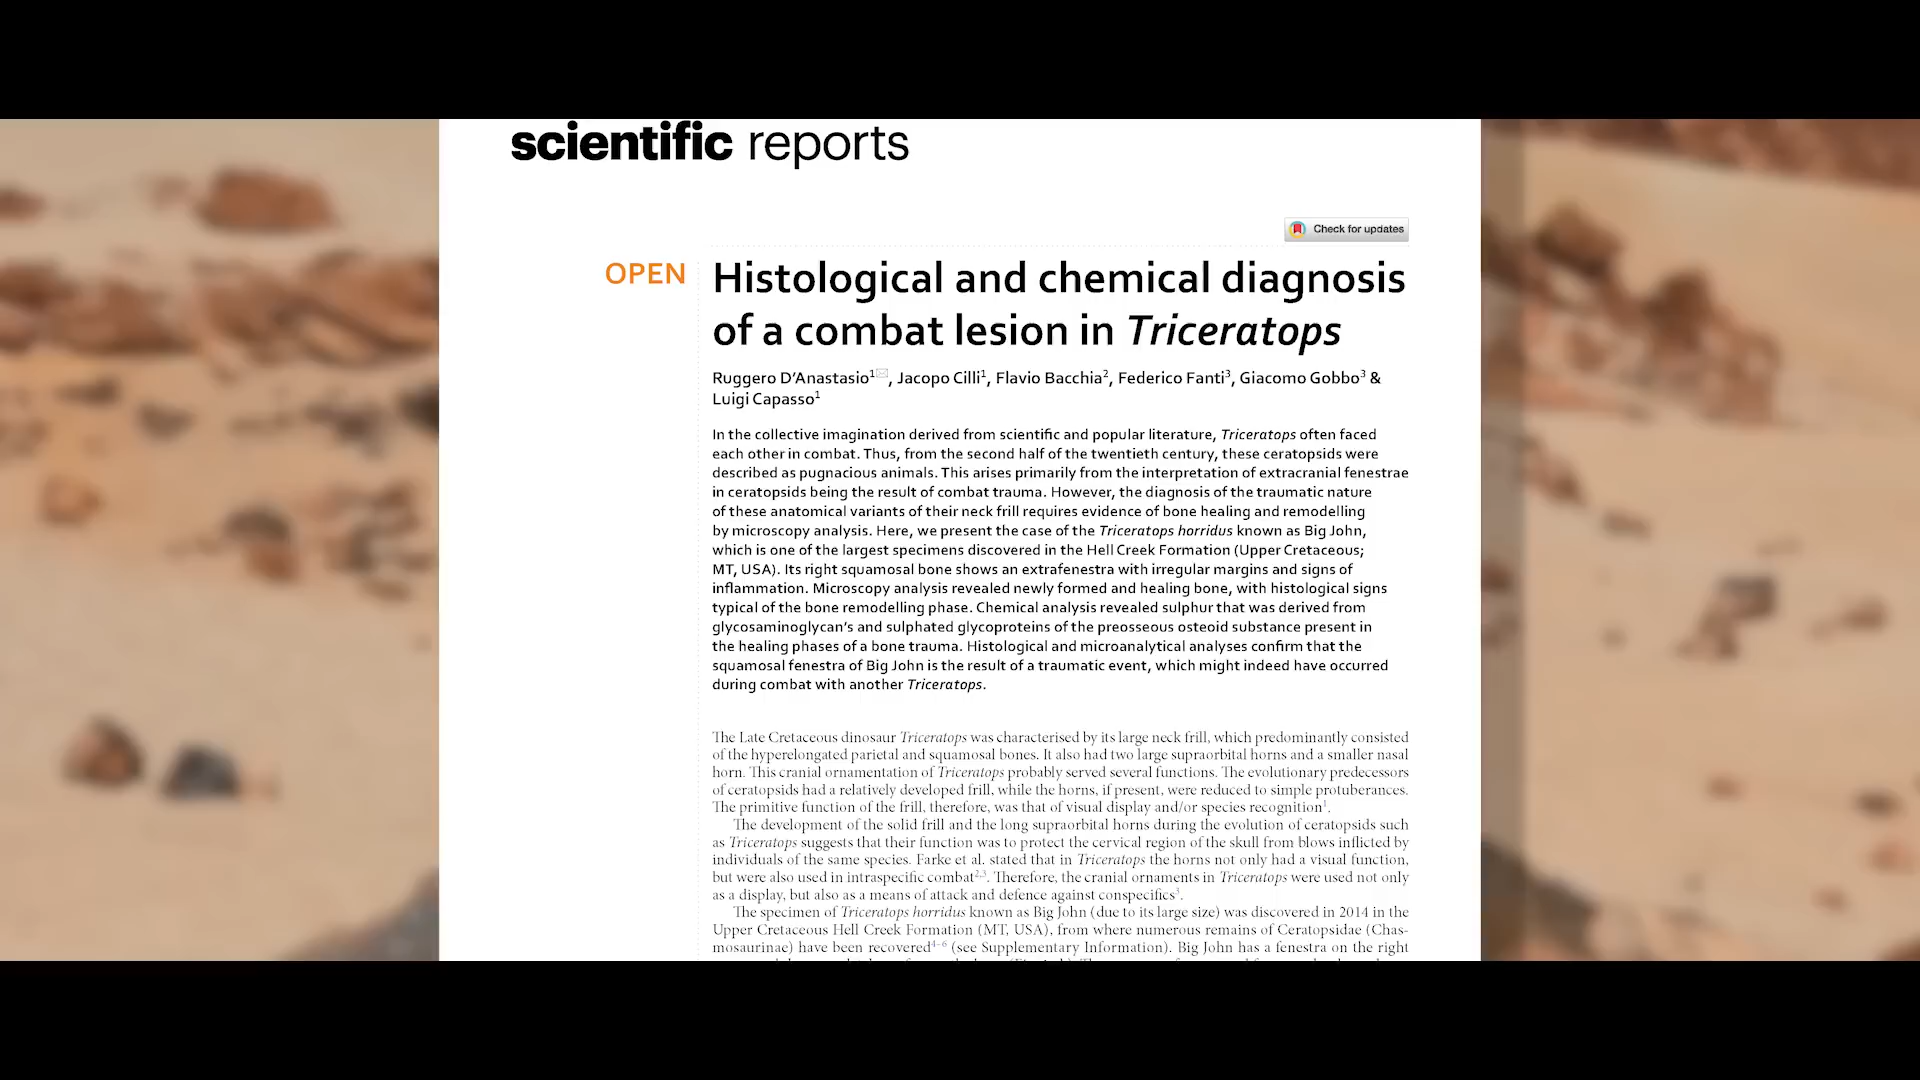 scientific reports
Check for updates
OPEN
Histological and chemical diagnosis
of a combat lesion in Triceratops
Ruggero D’Anastasio1✉, Jacopo Cilli1, Flavio Bacchia2, Federico Fanti3, Giacomo Gobbo3 &
Luigi Capasso1
In the collective imagination derived from scientific and popular literature, Triceratops often faced
each other in combat. Thus, from the second half of the twentieth century, these ceratopsids were
described as pugnacious animals. This arises primarily from the interpretation of extracranial fenestrae
in ceratopsids being the result of combat trauma. However, the diagnosis of the traumatic nature
of these anatomical variants of their neck frill requires evidence of bone healing and remodelling
by microscopy analysis. Here, we present the case of the Triceratops horridus known as Big John,
which is one of the largest specimens discovered in the Hell Creek Formation (Upper Cretaceous;
MT, USA). Its right squamosal bone shows an extrafenestra with irregular margins and signs of
inflammation. Microscopy analysis revealed newly formed and healing bone, with histological signs
typical of the bone remodelling phase. Chemical analysis revealed sulphur that was derived from
glycosaminoglycan’s and sulphated glycoproteins of the preosseous osteoid substance present in
the healing phases of a bone trauma. Histological and microanalytical analyses confirm that the
squamosal fenestra of Big John is the result of a traumatic event, which might indeed have occurred
during combat with another Triceratops.
The Late Cretaceous dinosaur Triceratops was characterised by its large neck frill, which predominantly consisted
of the hyperelongated parietal and squamosal bones. It also had two large supraorbital horns and a smaller nasal
horn. This cranial ornamentation of Triceratops probably served several functions. The evolutionary predecessors
of ceratopsids had a relatively developed frill, while the horns, if present, were reduced to simple protuberances.
The primitive function of the frill, therefore, was that of visual display and/or species recognition1.
The development of the solid frill and the long supraorbital horns during the evolution of ceratopsids such
as Triceratops suggests that their function was to protect the cervical region of the skull from blows inflicted by
individuals of the same species. Farke et al. stated that in Triceratops the horns not only had a visual function,
but were also used in intraspecific combat2,3. Therefore, the cranial ornaments in Triceratops were used not only
as a display, but also as a means of attack and defence against conspecifics3.
The specimen of Triceratops horridus known as Big John (due to its large size) was discovered in 2014 in the
Upper Cretaceous Hell Creek Formation (MT, USA), from where numerous remains of Ceratopsidae (Chas-
mosaurinae) have been recovered4–6 (see Supplementary Information). Big John has a fenestra on the right